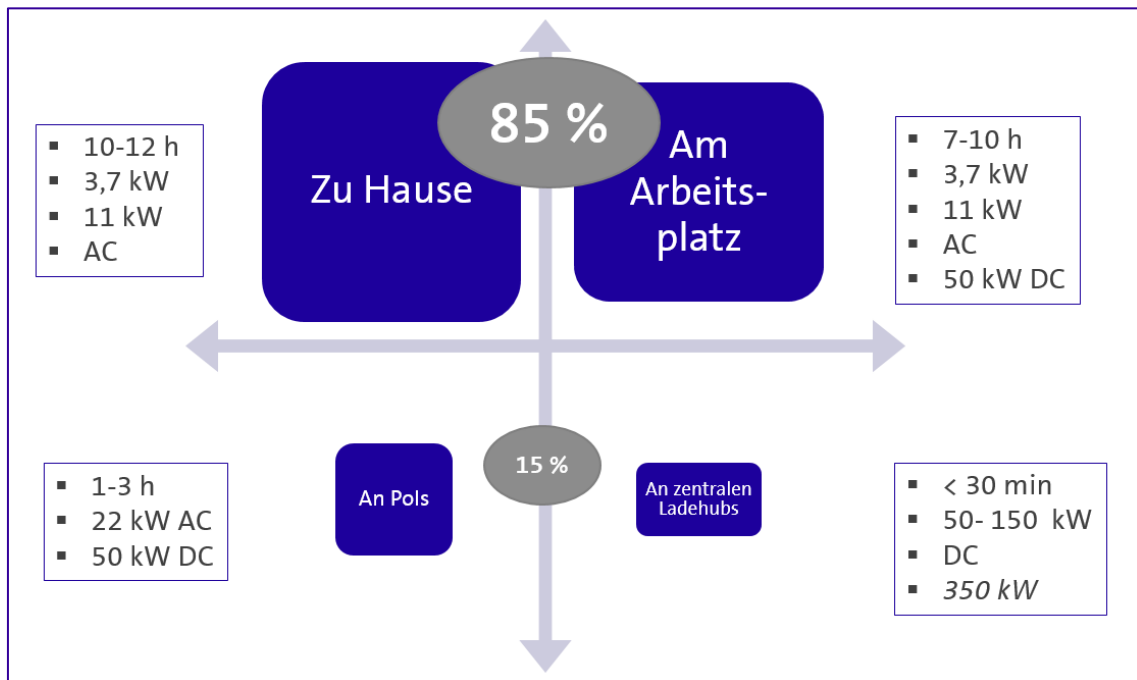 85 %
Zu Hause
Am
Arbeits-
platz
▪ 10-12 h
▪ 3,7 kW
▪ 11 kW
▪ AC
▪ 7-10 h
▪ 3,7 kW
▪ 11 kW
▪ AC
▪ 50 kW DC
15 %
An PoIs
An zentralen
Ladehubs
▪ 1-3 h
▪ 22 kW AC
▪ 50 kW DC
▪ < 30 min
▪ 50- 150 kW
▪ DC
▪ 350 kW